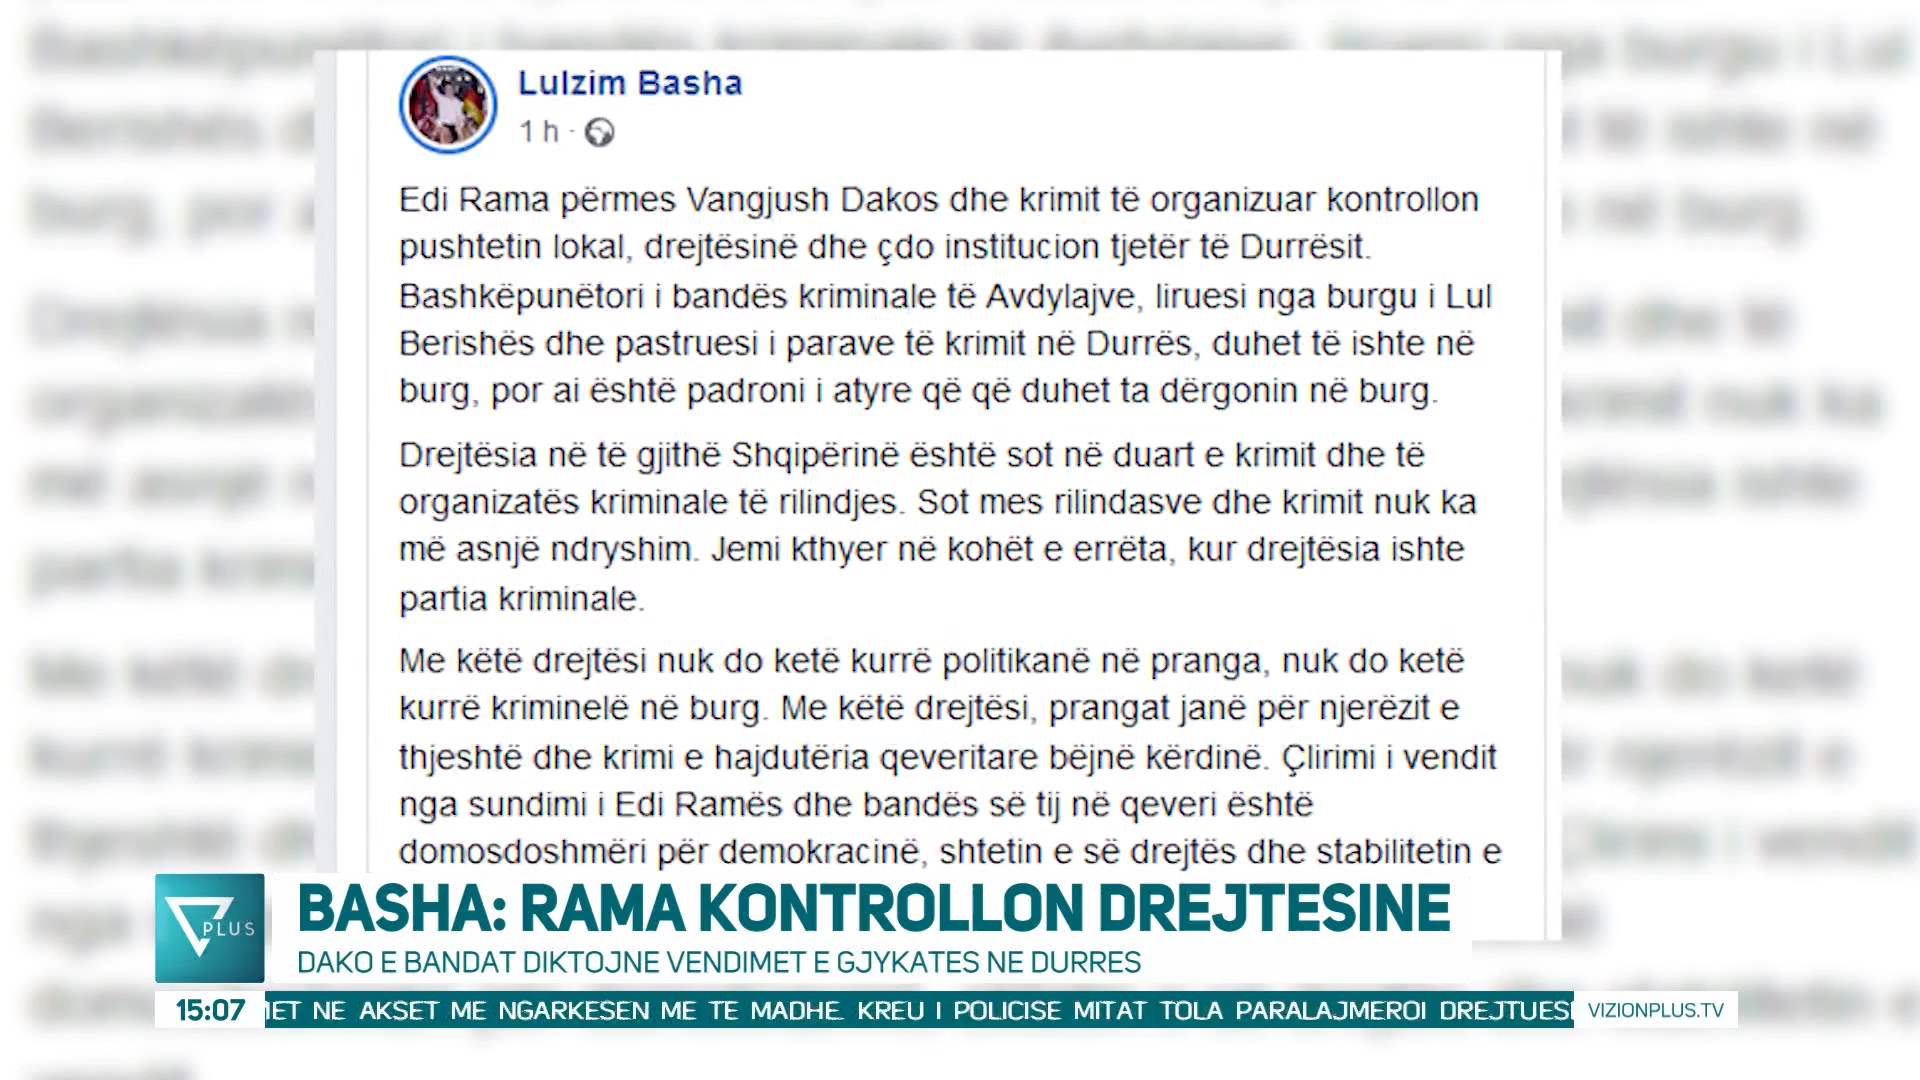 Lulzim Basha
1 h ·
Edi Rama përmes Vangjush Dakos dhe krimit të organizuar kontrollon
pushtetin lokal, drejtësinë dhe çdo institucion tjetër të Durrësit.
Bashkëpunëtori i bandës kriminale të Avdylajve, liruesi nga burgu i Lul
Berishës dhe pastruesi i parave të krimit në Durrës, duhet të ishte në
burg, por ai është padroni i atyre që që duhet ta dërgonin në burg.
Drejtësia në të gjithë Shqipërinë është sot në duart e krimit dhe të
organizatës kriminale të rilindjes. Sot mes rilindasve dhe krimit nuk ka
më asnjë ndryshim. Jemi kthyer në kohët e errëta, kur drejtësia ishte
partia kriminale.
Me këtë drejtësi nuk do ketë kurrë politikanë në pranga, nuk do ketë
kurrë kriminelë në burg. Me këtë drejtësi, prangat janë për njerëzit e
thjeshtë dhe krimi e hajdutëria qeveritare bëjnë kërdinë. Çlirimi i vendit
nga sundimi i Edi Ramës dhe bandës së tij në qeveri është
domosdoshmëri për demokracinë, shtetin e së drejtës dhe stabilitetin e
PLUS
BASHA: RAMA KONTROLLON DREJTESINE
DAKO E BANDAT DIKTOJNE VENDIMET E GJYKATES NE DURRES
15:07 NE AKSET ME NGARKESEN ME TE MADHE. KREU I POLICISE MITAT TOLA PARALAJMEROI VIZIONPLUS.TV